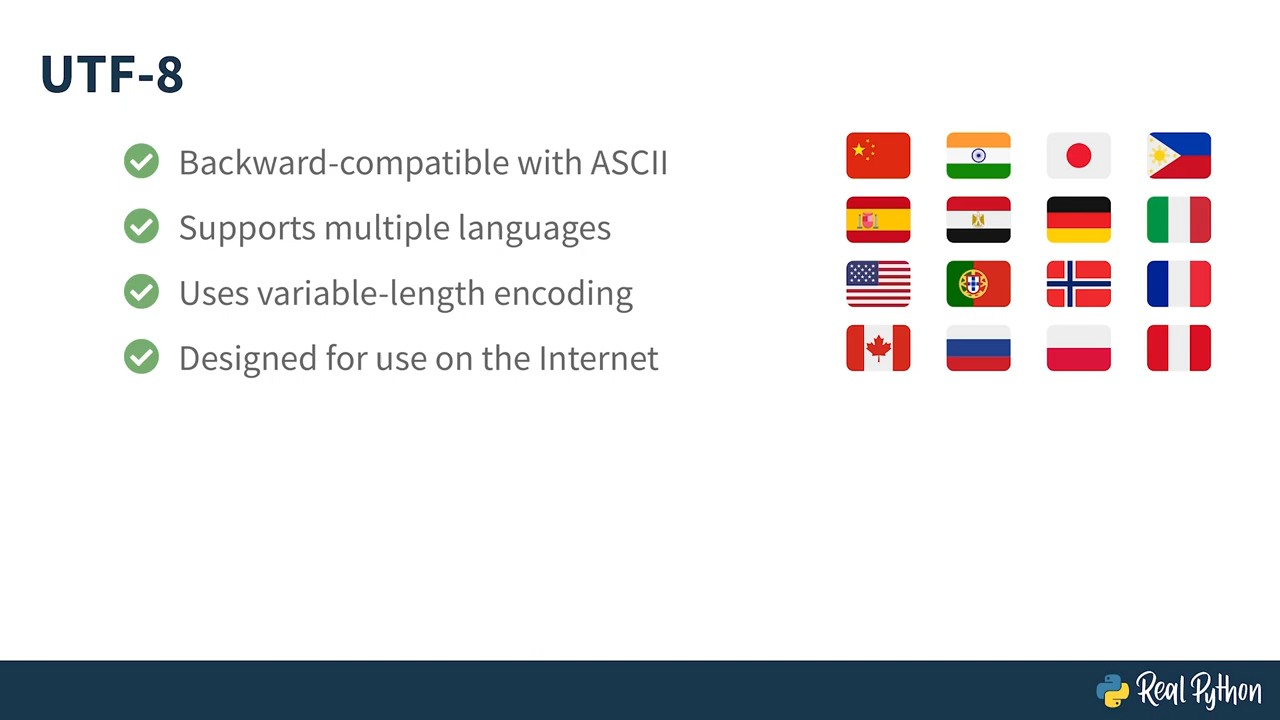 UTF-8
Backward-compatible with ASCII
Supports multiple languages
Uses variable-length encoding
Designed for use on the Internet
Real Python